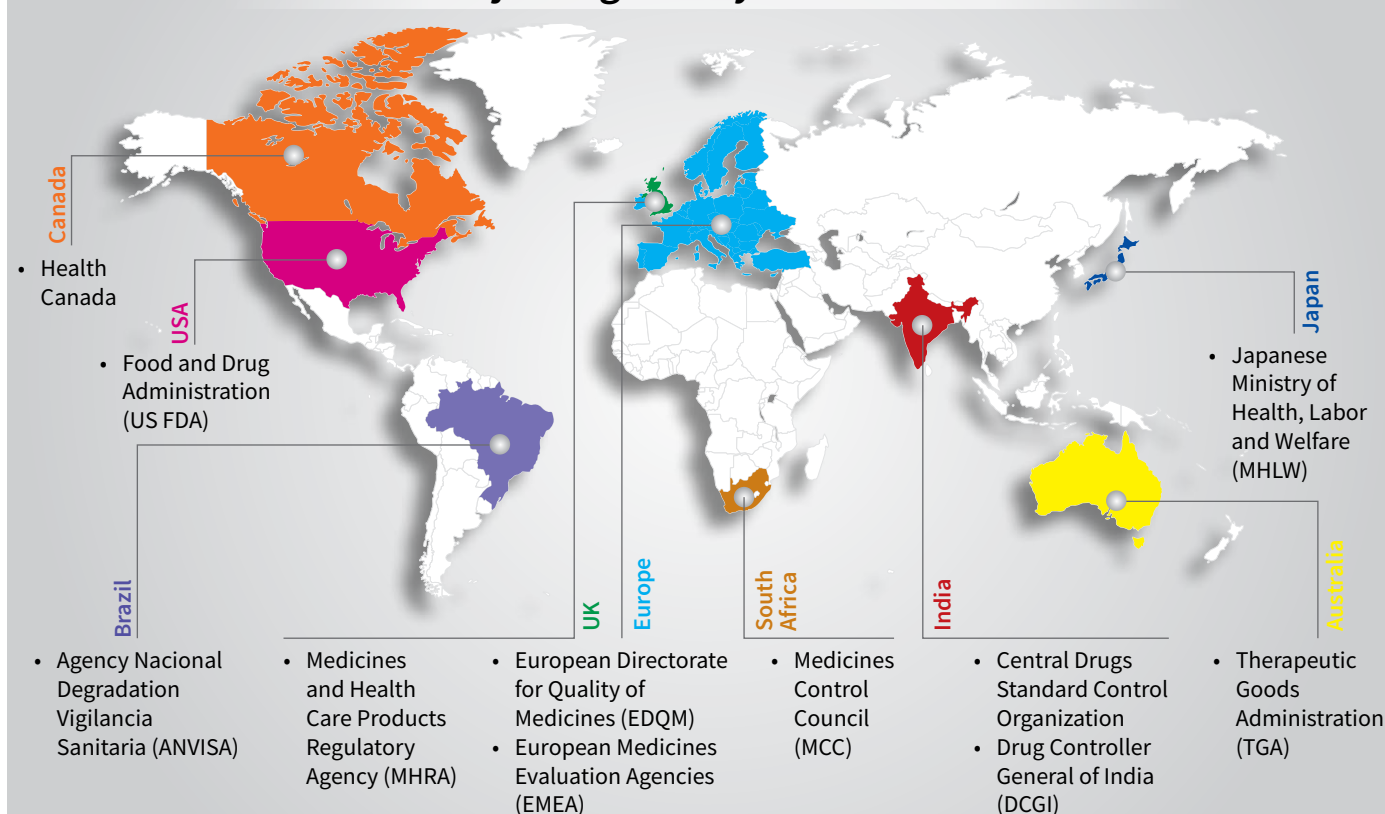 Canada
• Health
Canada
USA
• Food and Drug
Administration
(US FDA)
Japan
• Japanese
Ministry of
Health, Labor
and Welfare
(MHLW)
Brazil
• Agency Nacional
Degradation
Vigilancia
Sanitaria (ANVISA)
UK
• Medicines
and Health
Care Products
Regulatory
Agency (MHRA)
Europe
• European Directorate
for Quality of
Medicines (EDQM)
• European Medicines
Evaluation Agencies
(EMEA)
South
Africa
• Medicines
Control
Council
(MCC)
India
• Central Drugs
Standard Control
Organization
• Drug Controller
General of India
(DCGI)
Australia
• Therapeutic
Goods
Administration
(TGA)